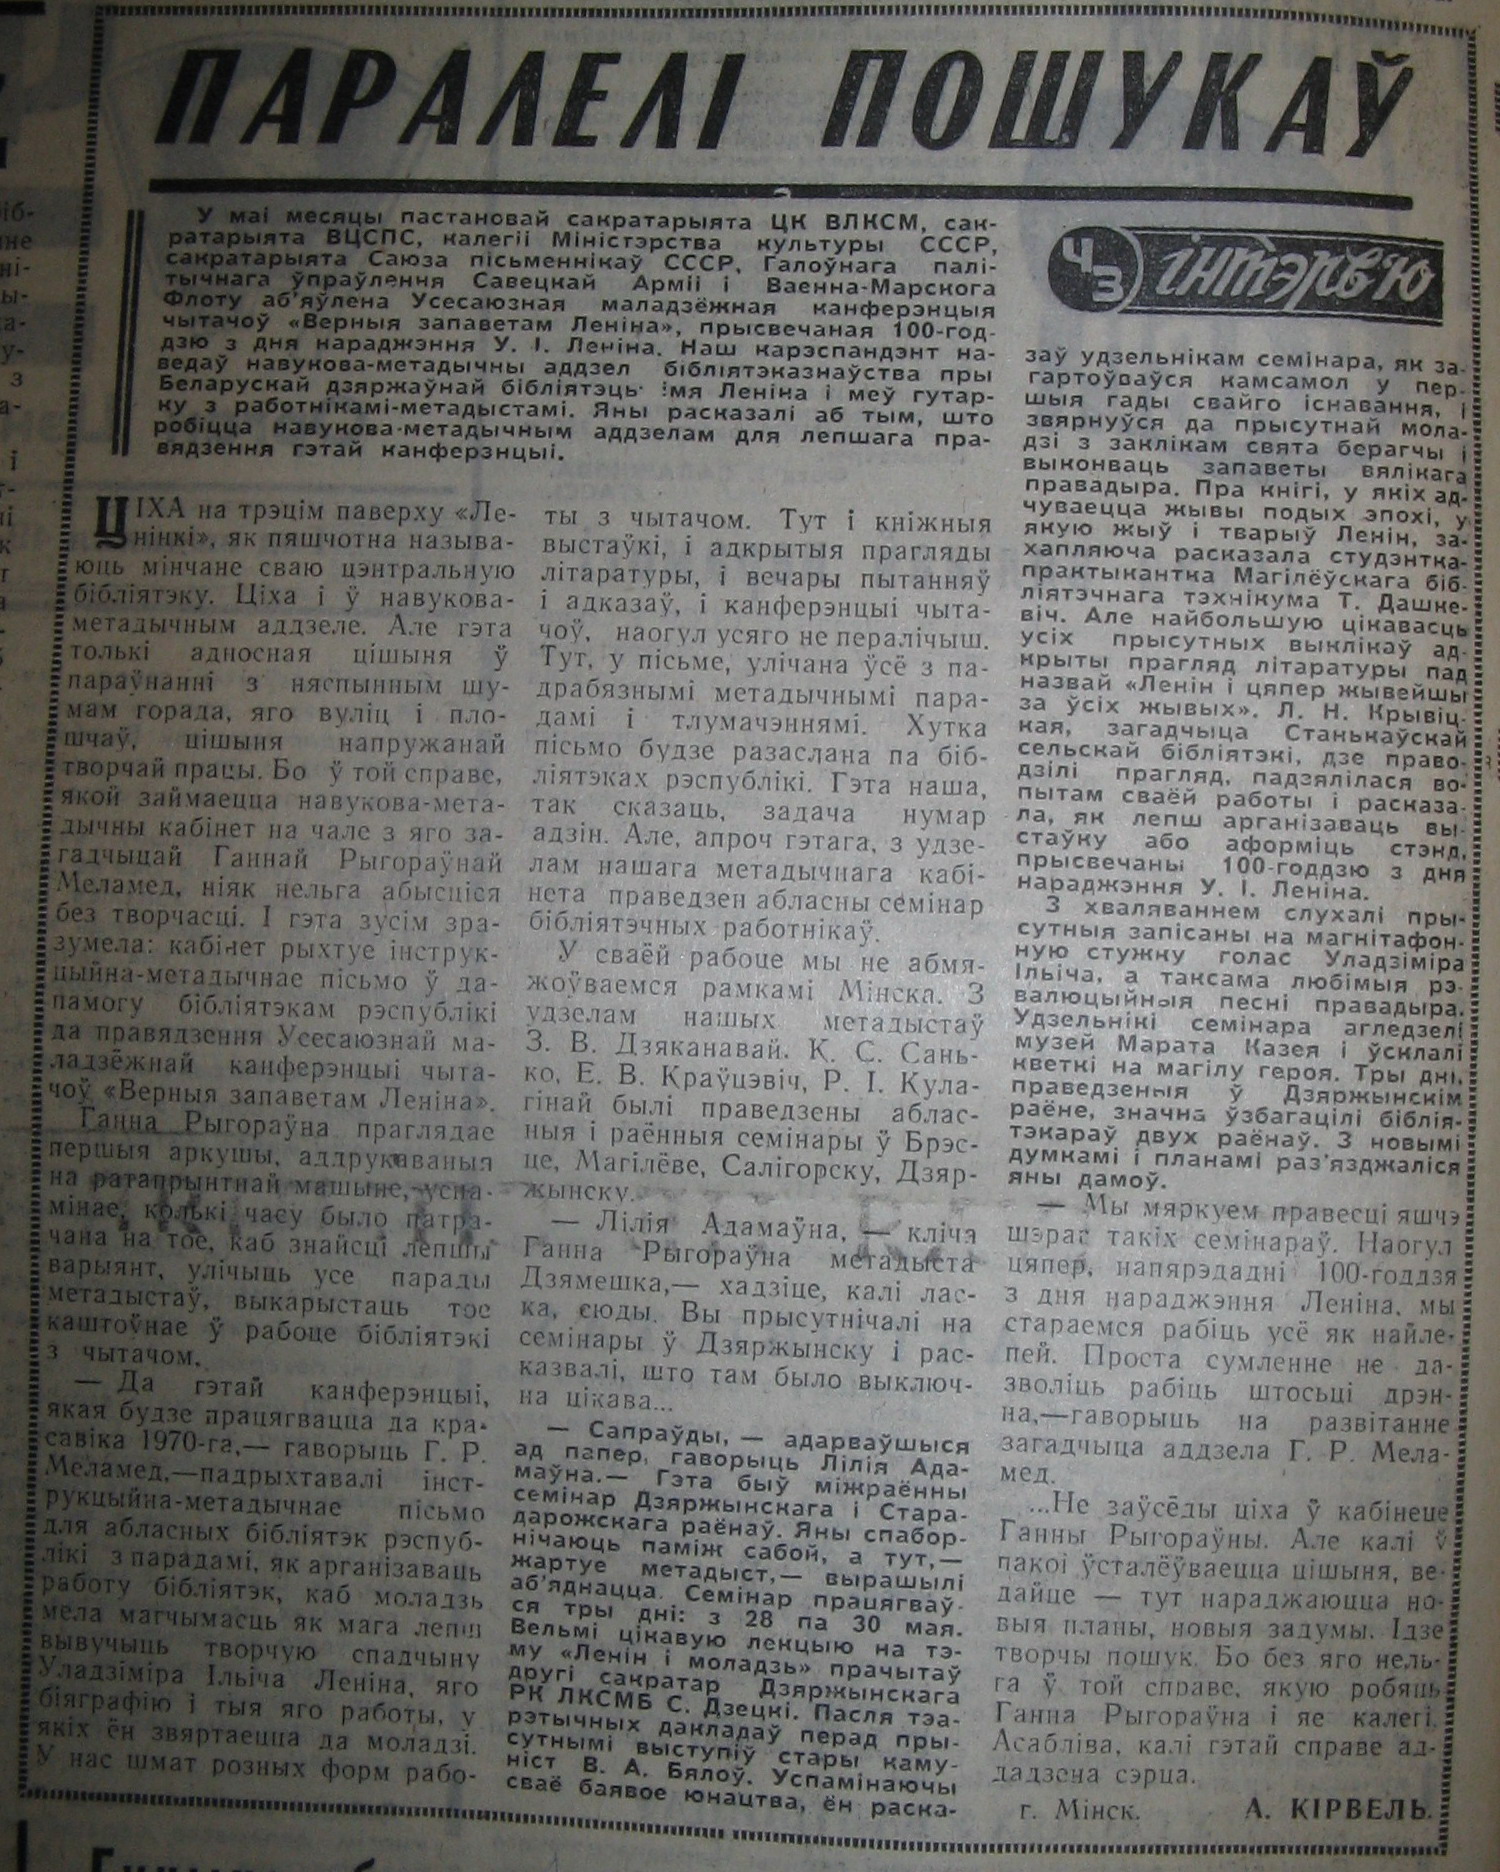 ПАРАЛЕЛІ ПОШУКАЎ
У маі месяцы пастановай сакратарыята ЦК ВЛКСМ, сак-
ратарыята ВЦСПС, калегіі Міністэрства культуры СССР,
сакратарыята Саюза пісьменнікаў СССР, Галоўнага палі-
тычнага ўпраўлення Савецкай Арміі і Ваенна-Марскога
Флоту аб'яўлена Усесаюзная маладзёжная канферэнцыя
чытачоў «Верныя запаветам Леніна», прысвечаная 100-год-
дзю з дня нараджэння У. І. Леніна. Наш карэспандэнт на-
ведаў навукова-метадычны аддзел бібліятэказнаўства пры
Беларускай дзяржаўнай бібліятэцы імя Леніна і меў гутар-
ку з работнікамі-метадыстамі. Яны расказалі аб тым, што
робіцца навукова-метадычным аддзелам для лепшага пра-
вядзення гэтай канферэнцыі.
ЧЗ інтэрв'ю
ЦІХА на трэцім паверху «Ле-
нінкі», як пяшчотна называ-
юць мінчане сваю цэнтральную
бібліятэку. Ціха і ў навукова-
метадычным аддзеле. Але гэта
толькі адносная цішыня ў
параўнанні з няспынным шу-
мам горада, яго вуліц і пло-
шчаў, цішыня напружанай
творчай працы. Бо ў той справе,
якой займаецца навукова-мета-
дычны кабінет на чале з яго за-
гадчыцай Ганнай Рыгораўнай
Меламед, ніяк нельга абысціся
без творчасці. І гэта зусім зра-
зумела: кабінет рыхтуе інструк-
цыйна-метадычнае пісьмо ў да-
памогу бібліятэкам рэспублікі
да правядзення Усесаюзнай ма-
ладзёжнай канферэнцыі чыта-
чоў «Верныя запаветам Леніна».
Ганна Рыгораўна праглядае
першыя аркушы, аддрукаваныя
на ратапрынтнай машыне, успа-
мінае, колькі часу было патра-
чана на тое, каб знайсці лепшы
варыянт, улічыць усе парады
метадыстаў, выкарыстаць тое
каштоўнае ў рабоце бібліятэкі
з чытачом.
— Да гэтай канферэнцыі,
якая будзе працягвацца да кра-
савіка 1970-га,— гаворыць Г. Р.
Меламед,—падрыхтавалі інст-
рукцыйна-метадычнае пісьмо
для абласных бібліятэк рэспуб-
лікі з парадамі, як арганізаваць
работу бібліятэк, каб моладзь
мела магчымасць як мага лепш
вывучыць творчую спадчыну
Уладзіміра Ільіча Леніна, яго
біяграфію і тыя яго работы, у
якіх ён звяртаецца да моладзі.
У нас шмат розных форм рабо-
ты з чытачом. Тут і кніжныя
выстаўкі, і адкрытыя прагляды
літаратуры, і вечары пытанняў
і адказаў, і канферэнцыі чыта-
чоў, наогул усяго не пералічыш.
Тут, у пісьме, улічана ўсё з па-
драбязнымі метадычнымі пара-
дамі і тлумачэннямі. Хутка
пісьмо будзе разаслана па біб-
ліятэках рэспублікі. Гэта наша,
так сказаць, задача нумар
адзін. Але, апроч гэтага, з удзе-
лам нашага метадычнага кабі-
нета праведзен абласны семінар
бібліятэчных работнікаў.
У сваёй рабоце мы не абмя-
жоўваемся рамкамі Мінска. З
удзелам нашых метадыстаў
З. В. Дзяканавай, К. С. Сань-
ко, Е. В. Краўцэвіч, Р. І. Кула-
гінай былі праведзены аблас-
ныя і раённыя семінары ў Брэс-
це, Магілёве, Салігорску, Дзяр-
жынску.
— Лілія Адамаўна, — кліча
Ганна Рыгораўна метадыста
Дзямешка,— хадзіце, калі лас-
ка, сюды. Вы прысутнічалі на
семінары ў Дзяржынску і рас-
казвалі, што там было выключ-
на цікава...
— Сапраўды, — адарваўшыся
ад папер, гаворыць Лілія Ада-
маўна.— Гэта быў міжраённы
семінар Дзяржынскага і Стара-
дарожскага раёнаў. Яны спабор-
нічаюць паміж сабой, а тут,—
жартуе метадыст,— вырашылі
аб'яднацца. Семінар працягваў-
ся тры дні: з 28 па 30 мая.
Вельмі цікавую лекцыю на тэ-
му «Ленін і моладзь» прачытаў
другі сакратар Дзяржынскага
РК ЛКСМБ С. Дзецкі. Пасля тэа-
рэтычных дакладаў перад пры-
сутнымі выступіў стары каму-
ніст В. А. Бялоў. Успамінаючы
сваё баявое юнацтва, ён раска-
заў удзельнікам семінара, як за-
гартоўваўся камсамол у пер-
шыя гады свайго існавання, і
звярнуўся да прысутнай мола-
дзі з заклікам свята берагчы і
выконваць запаветы вялікага
правадыра. Пра кнігі, у якіх ад-
чуваецца жывы подых эпохі, у
якую жыў і тварыў Ленін, за-
хапляюча расказала студэнтка-
практыкантка Магілёўскага біб-
ліятэчнага тэхнікума Т. Дашке-
віч. Але найбольшую цікавасць
усіх прысутных выклікаў ад-
крыты прагляд літаратуры пад
назвай «Ленін і цяпер жывейшы
за ўсіх жывых». Л. Н. Крывіц-
кая, загадчыца Станькаўскай
сельскай бібліятэкі, дзе право-
дзілі прагляд, падзялілася во-
пытам сваёй работы і расказа-
ла, як лепш арганізаваць вы-
стаўку або аформіць стэнд,
прысвечаны 100-годдзю з дня
нараджэння У. І. Леніна.
З хваляваннем слухалі пры-
сутныя запісаны на магнітафон-
ную стужку голас Уладзіміра
Ільіча, а таксама любімыя рэ-
валюцыйныя песні правадыра.
Удзельнікі семінара агледзелі
музей Марата Казея і ўсклалі
кветкі на магілу героя. Тры дні,
праведзеныя ў Дзяржынскім
раёне, значна ўзбагацілі біблія-
тэкараў двух раёнаў. З новымі
думкамі і планамі раз'язджаліся
яны дамоў.
— Мы мяркуем правесці яшчэ
шэраг такіх семінараў. Наогул
цяпер, напярэдадні 100-годдзя
з дня нараджэння Леніна, мы
стараемся рабіць усё як найле-
пей. Проста сумленне не да-
зволіць рабіць штосьці дрэн-
на,—гаворыць на развітанне
загадчыца аддзела Г. Р. Мела-
мед.
...Не заўсёды ціха ў кабінеце
Ганны Рыгораўны. Але калі ў
пакоі ўсталёўваецца цішыня, ве-
дайце — тут нараджаюцца но-
выя планы, новыя задумы. Ідзе
творчы пошук. Бо без яго нель-
га ў той справе, якую робяць
Ганна Рыгораўна і яе калегі.
Асабліва, калі гэтай справе ад-
дадзена сэрца.
г. Мінск. А. КІРВЕЛЬ.